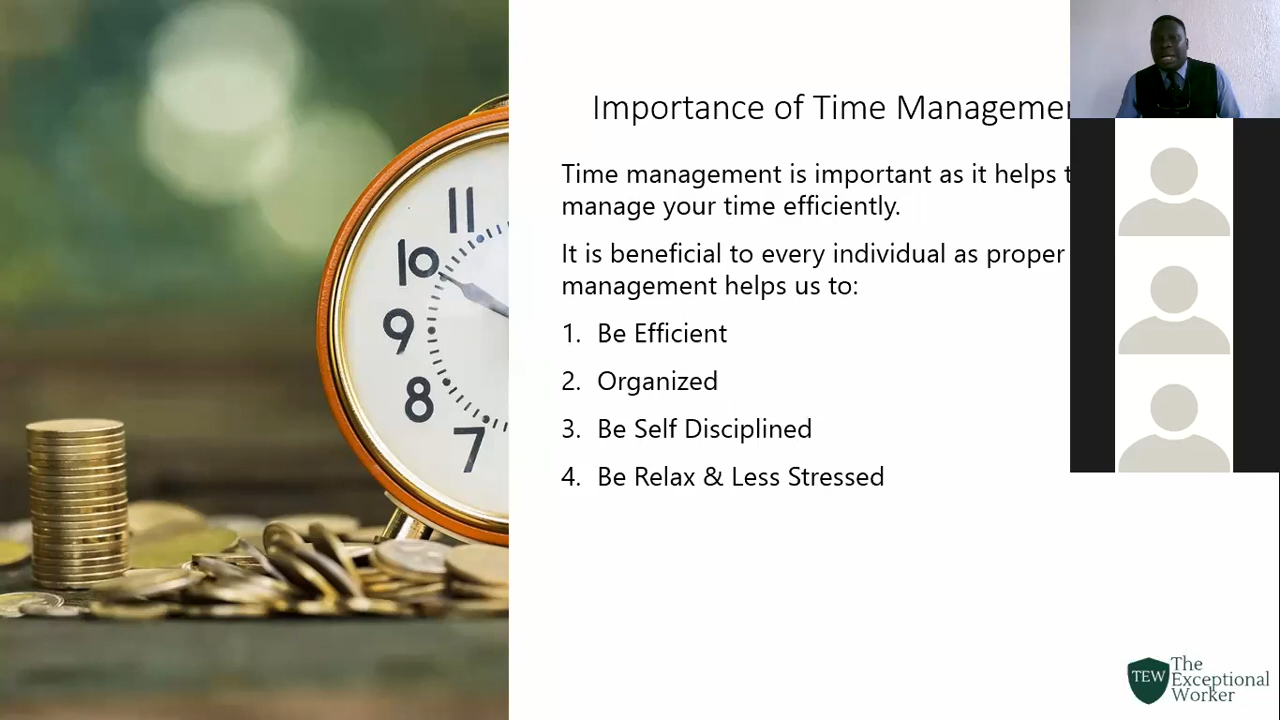 Importance of Time Managemen
Time management is important as it helps t
manage your time efficiently.
It is beneficial to every individual as proper
management helps us to:
1. Be Efficient
2. Organized
3. Be Self Disciplined
4. Be Relax & Less Stressed
11
10
9
8
7
TEW
The
Exceptional
Worker